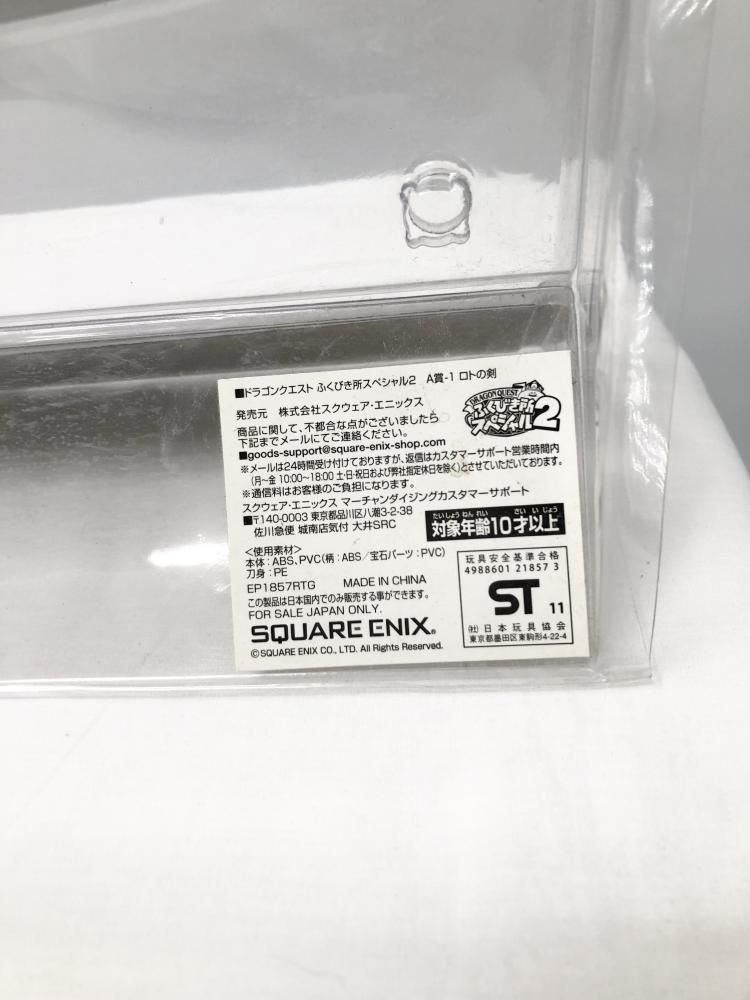 ■ドラゴンクエスト ふくびき所スペシャル2 A賞-1 ロトの剣
発売元 株式会社スクウェア・エニックス
商品に関して、不都合な点がございましたら
下記までメールにてご連絡ください。
■goods-support@square-enix-shop.com
※メールは24時間受け付けておりますが、返信はカスタマーサポート営業時間内
(月～金 10:00～18:00 土・日・祝日および弊社指定休日を除く)とさせていただいております。
※通信料はお客様のご負担になります。
スクウェア・エニックス マーチャンダイジングカスタマーサポート
■〒140-0003 東京都品川区八潮3-2-38
佐川急便 城南店気付 大井SRC
DRAGON QUEST
ふくびき所
スペシャル2
たいしょうねんれい さい いじょう
対象年齢10才以上
<使用素材>
本体：ABS、PVC(柄：ABS／宝石パーツ：PVC)
刀身：PE
EP1857RTG MADE IN CHINA
この製品は日本国内でのみ販売する事ができます。
FOR SALE JAPAN ONLY.
SQUARE ENIX®
©SQUARE ENIX CO., LTD. All Rights Reserved.
玩具安全基準合格
4988601 21857 3
ST 11
(社)日本玩具協会
東京都墨田区東駒形4-22-4